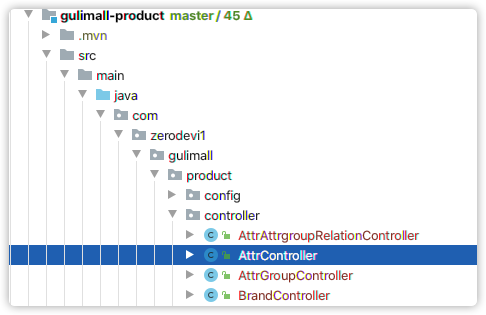 gulimall-product master / 45 Δ
.mvn
src
main
java
com
zerodevi1
gulimall
product
config
controller
C AttrAttrgroupRelationController
C AttrController
C AttrGroupController
C BrandController